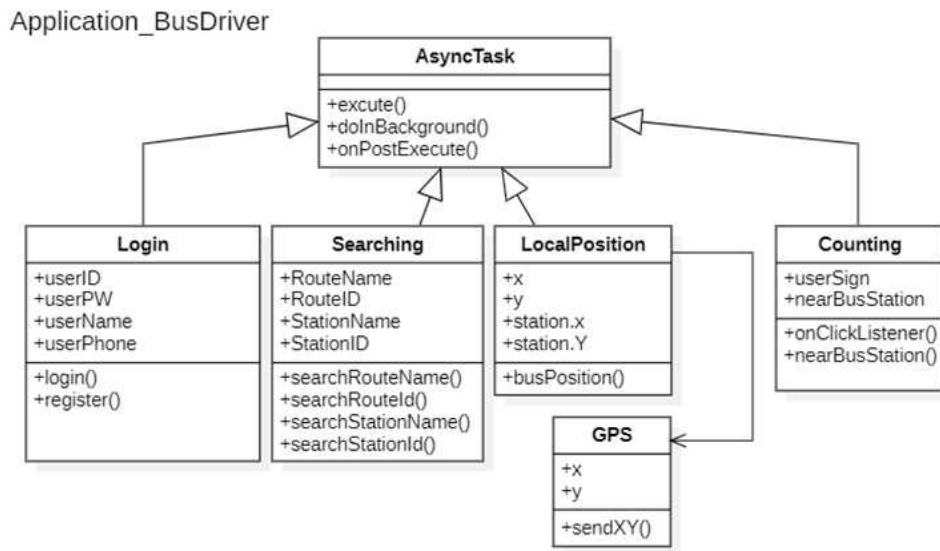 Application_BusDriver
AsyncTask
+excute()
+doInBackground()
+onPostExecute()
Login
+userID
+userPW
+userName
+userPhone
+login()
+register()
Searching
+RouteName
+RouteID
+StationName
+StationID
+searchRouteName()
+searchRouteId()
+searchStationName()
+searchStationId()
LocalPosition
+x
+y
+station.x
+station.Y
+busPosition()
Counting
+userSign
+nearBusStation
+onClickListener()
+nearBusStation()
GPS
+x
+y
+sendXY()